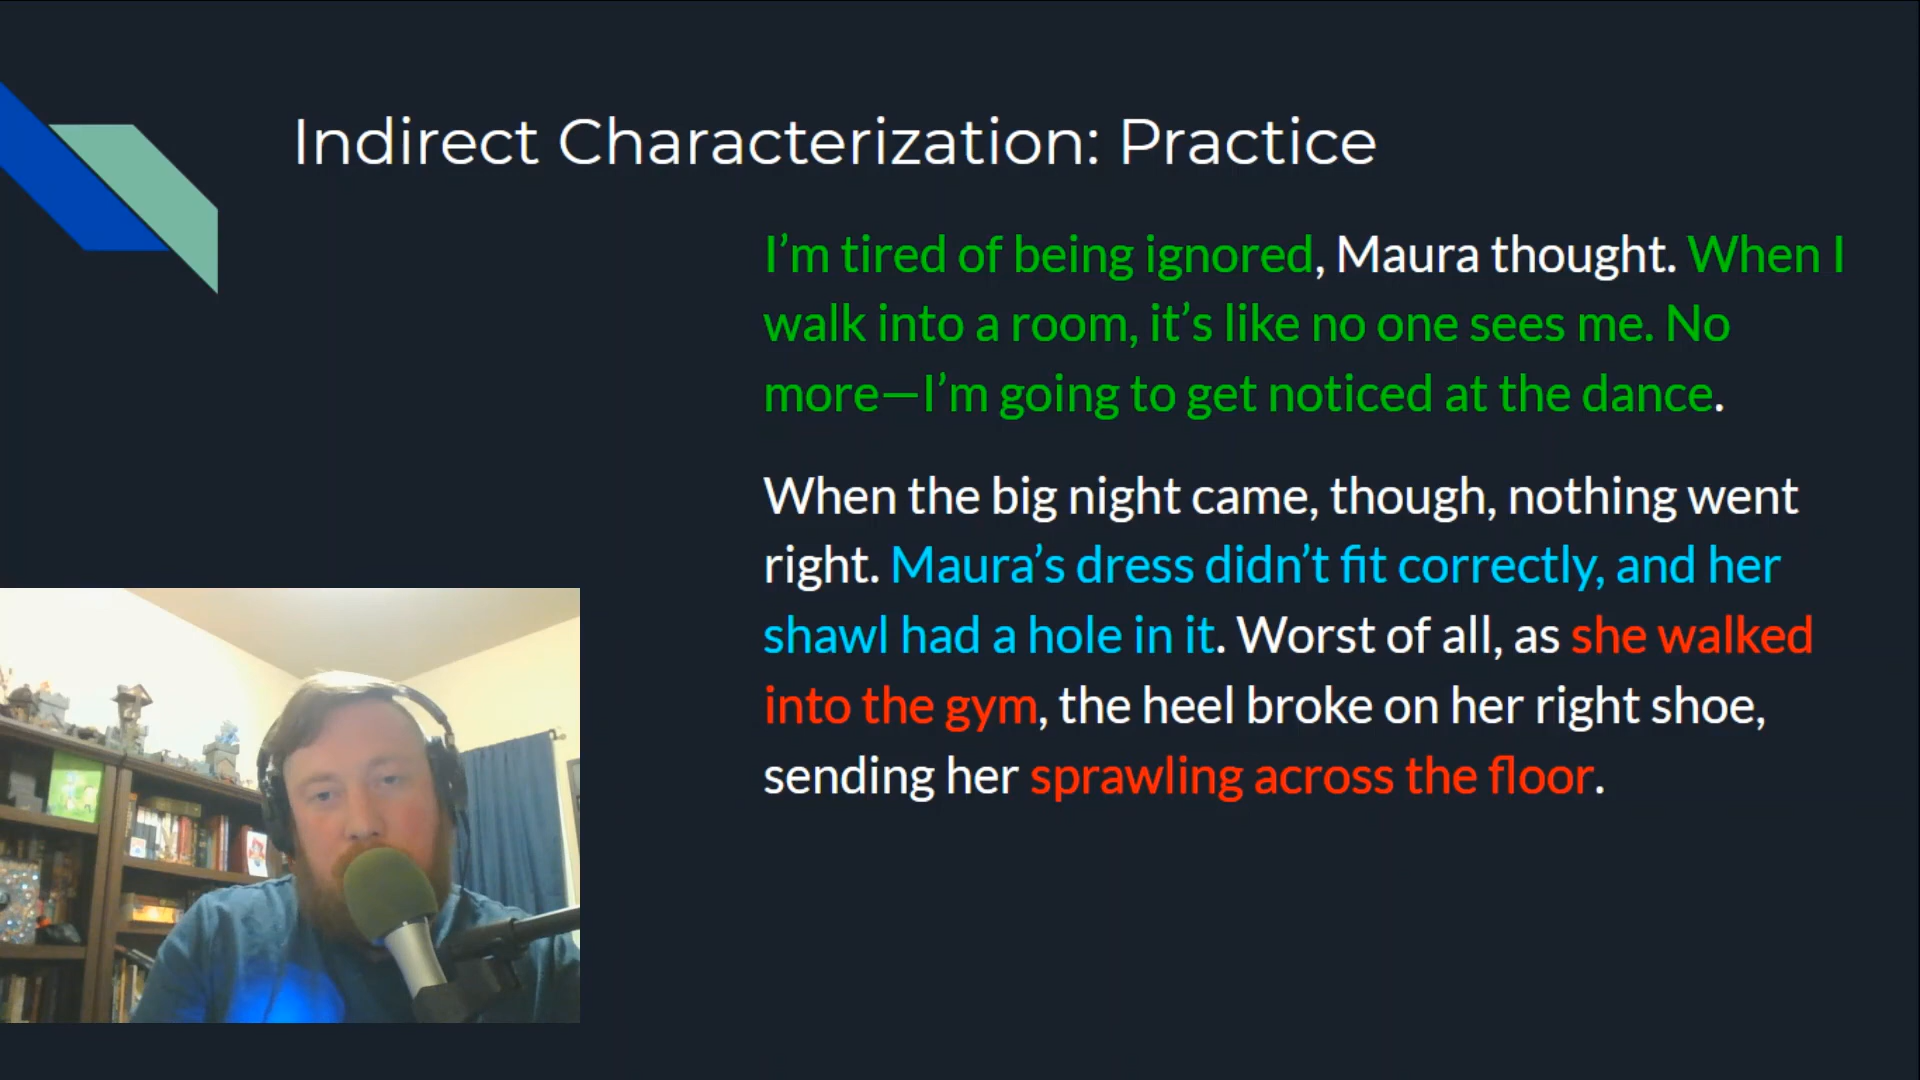 Indirect Characterization: Practice
I’m tired of being ignored, Maura thought. When I
walk into a room, it’s like no one sees me. No
more—I’m going to get noticed at the dance.
When the big night came, though, nothing went
right. Maura’s dress didn’t fit correctly, and her
shawl had a hole in it. Worst of all, as she walked
into the gym, the heel broke on her right shoe,
sending her sprawling across the floor.